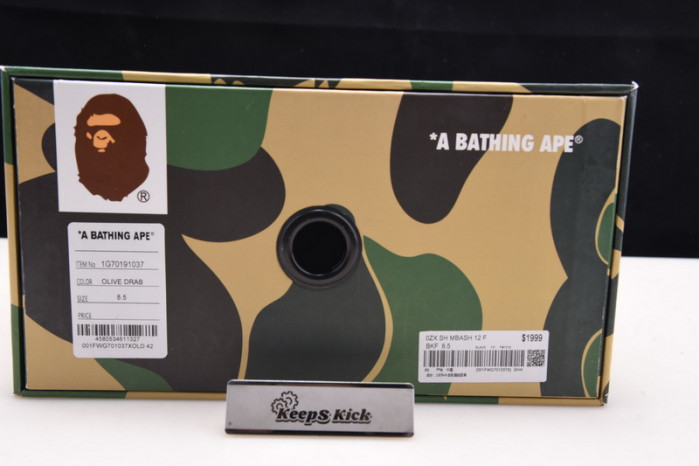 ®
*A BATHING APE®
*A BATHING APE®
ITEM No 1G70191037
COLOR OLIVE DRAB
SIZE 8.5
PRICE
4580534611327
001FWG701037XOLD 42
0ZX SH MBASH 12 F $1999
BKF 8.5
KeepS Kick